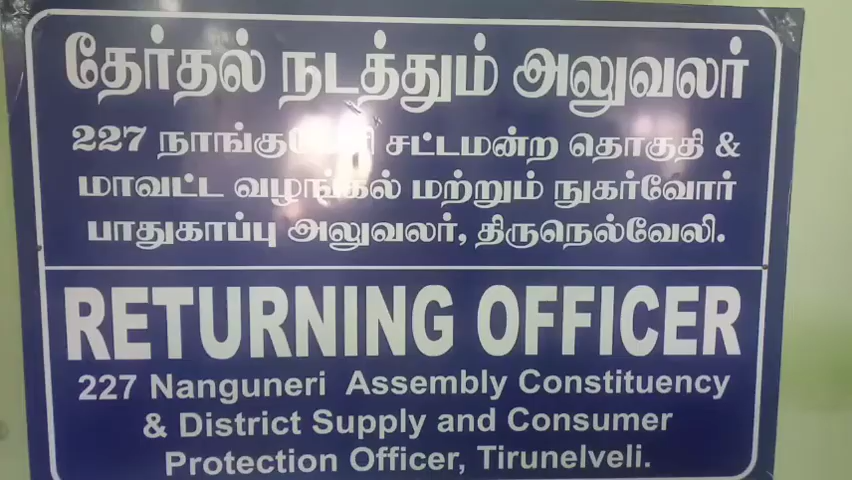 தேர்தல் நடத்தும் அலுவலர்
227 சட்டமன்ற தொகுதி &
மாவட்ட வழங்கல் மற்றும் நுகர்வோர்
பாதுகாப்பு அலுவலர், திருநெல்வேலி.
RETURNING OFFICER
227 Nanguneri Assembly Constituency
& District Supply and Consumer
Protection Officer, Tirunelveli.